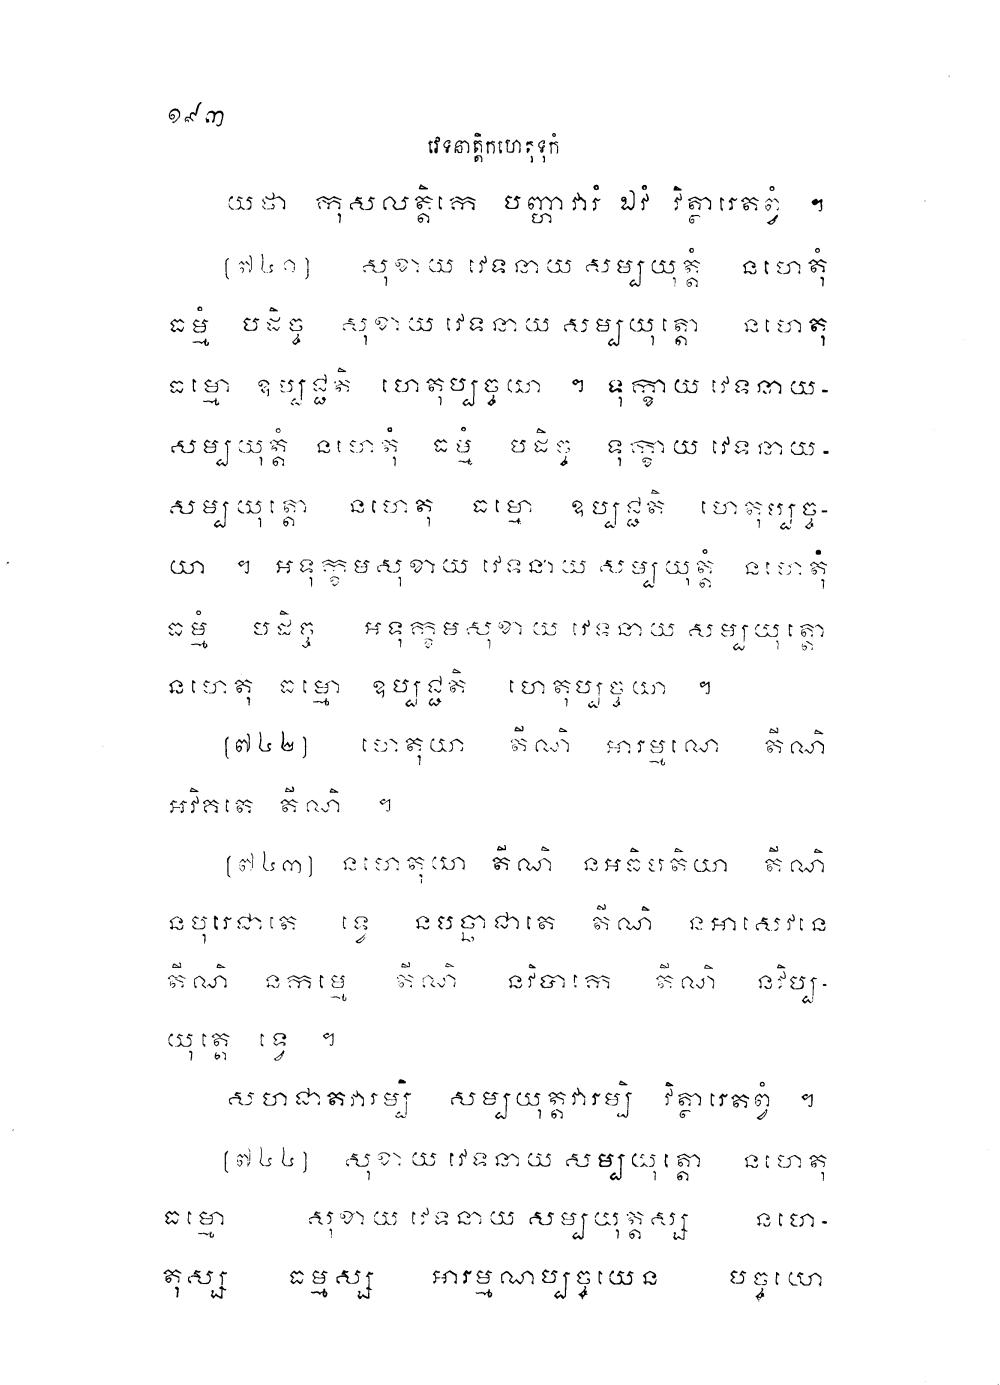 ១៩៣
វេទនាត្តិកហេតុទុកំ
យថា កុសលត្តិកេ បញ្ហាវារំ ឯវំ វិត្ថារេតព្វំ ។
(៧៤១) សុខាយ វេទនាយ សម្បយុត្តំ នហេតុំ
ធម្មំ បដិច្ច សុខាយ វេទនាយ សម្បយុត្តោ នហេតុ
ធម្មោ ឧប្បជ្ជតិ ហេតុប្បច្ចយា ។ ទុក្ខាយ វេទនាយ-
សម្បយុត្តំ នហេតុំ ធម្មំ បដិច្ច ទុក្ខាយ វេទនាយ-
សម្បយុត្តោ នហេតុ ធម្មោ ឧប្បជ្ជតិ ហេតុប្បច្ច-
យា ។ អទុក្ខមសុខាយ វេទនាយ សម្បយុត្តំ នហេតុំ
ធម្មំ បដិច្ច អទុក្ខមសុខាយ វេទនាយ សម្បយុត្តោ
នហេតុ ធម្មោ ឧប្បជ្ជតិ ហេតុប្បច្ចយា ។
(៧៤២) ហេតុយា តីណិ អារម្មណេ តីណិ
អវិគតេ តីណិ ។
(៧៤៣) នហេតុយា តីណិ នអធិបតិយា តីណិ
នបុរេជាតេ ទ្វេ នបច្ឆាជាតេ តីណិ នអាសេវនេ
តីណិ នកម្មេ តីណិ នវិបាកេ តីណិ នវិប្ប-
យុត្តេ ទ្វេ ។
សហជាតវារម្បិ សម្បយុត្តវារម្បិ វិត្ថារេតព្វំ ។
(៧៤៤) សុខាយ វេទនាយ សម្បយុត្តោ នហេតុ
ធម្មោ សុខាយ វេទនាយ សម្បយុត្តស្ស នហេ-
តុស្ស ធម្មស្ស អារម្មណប្បច្ចយេន បច្ចយោ